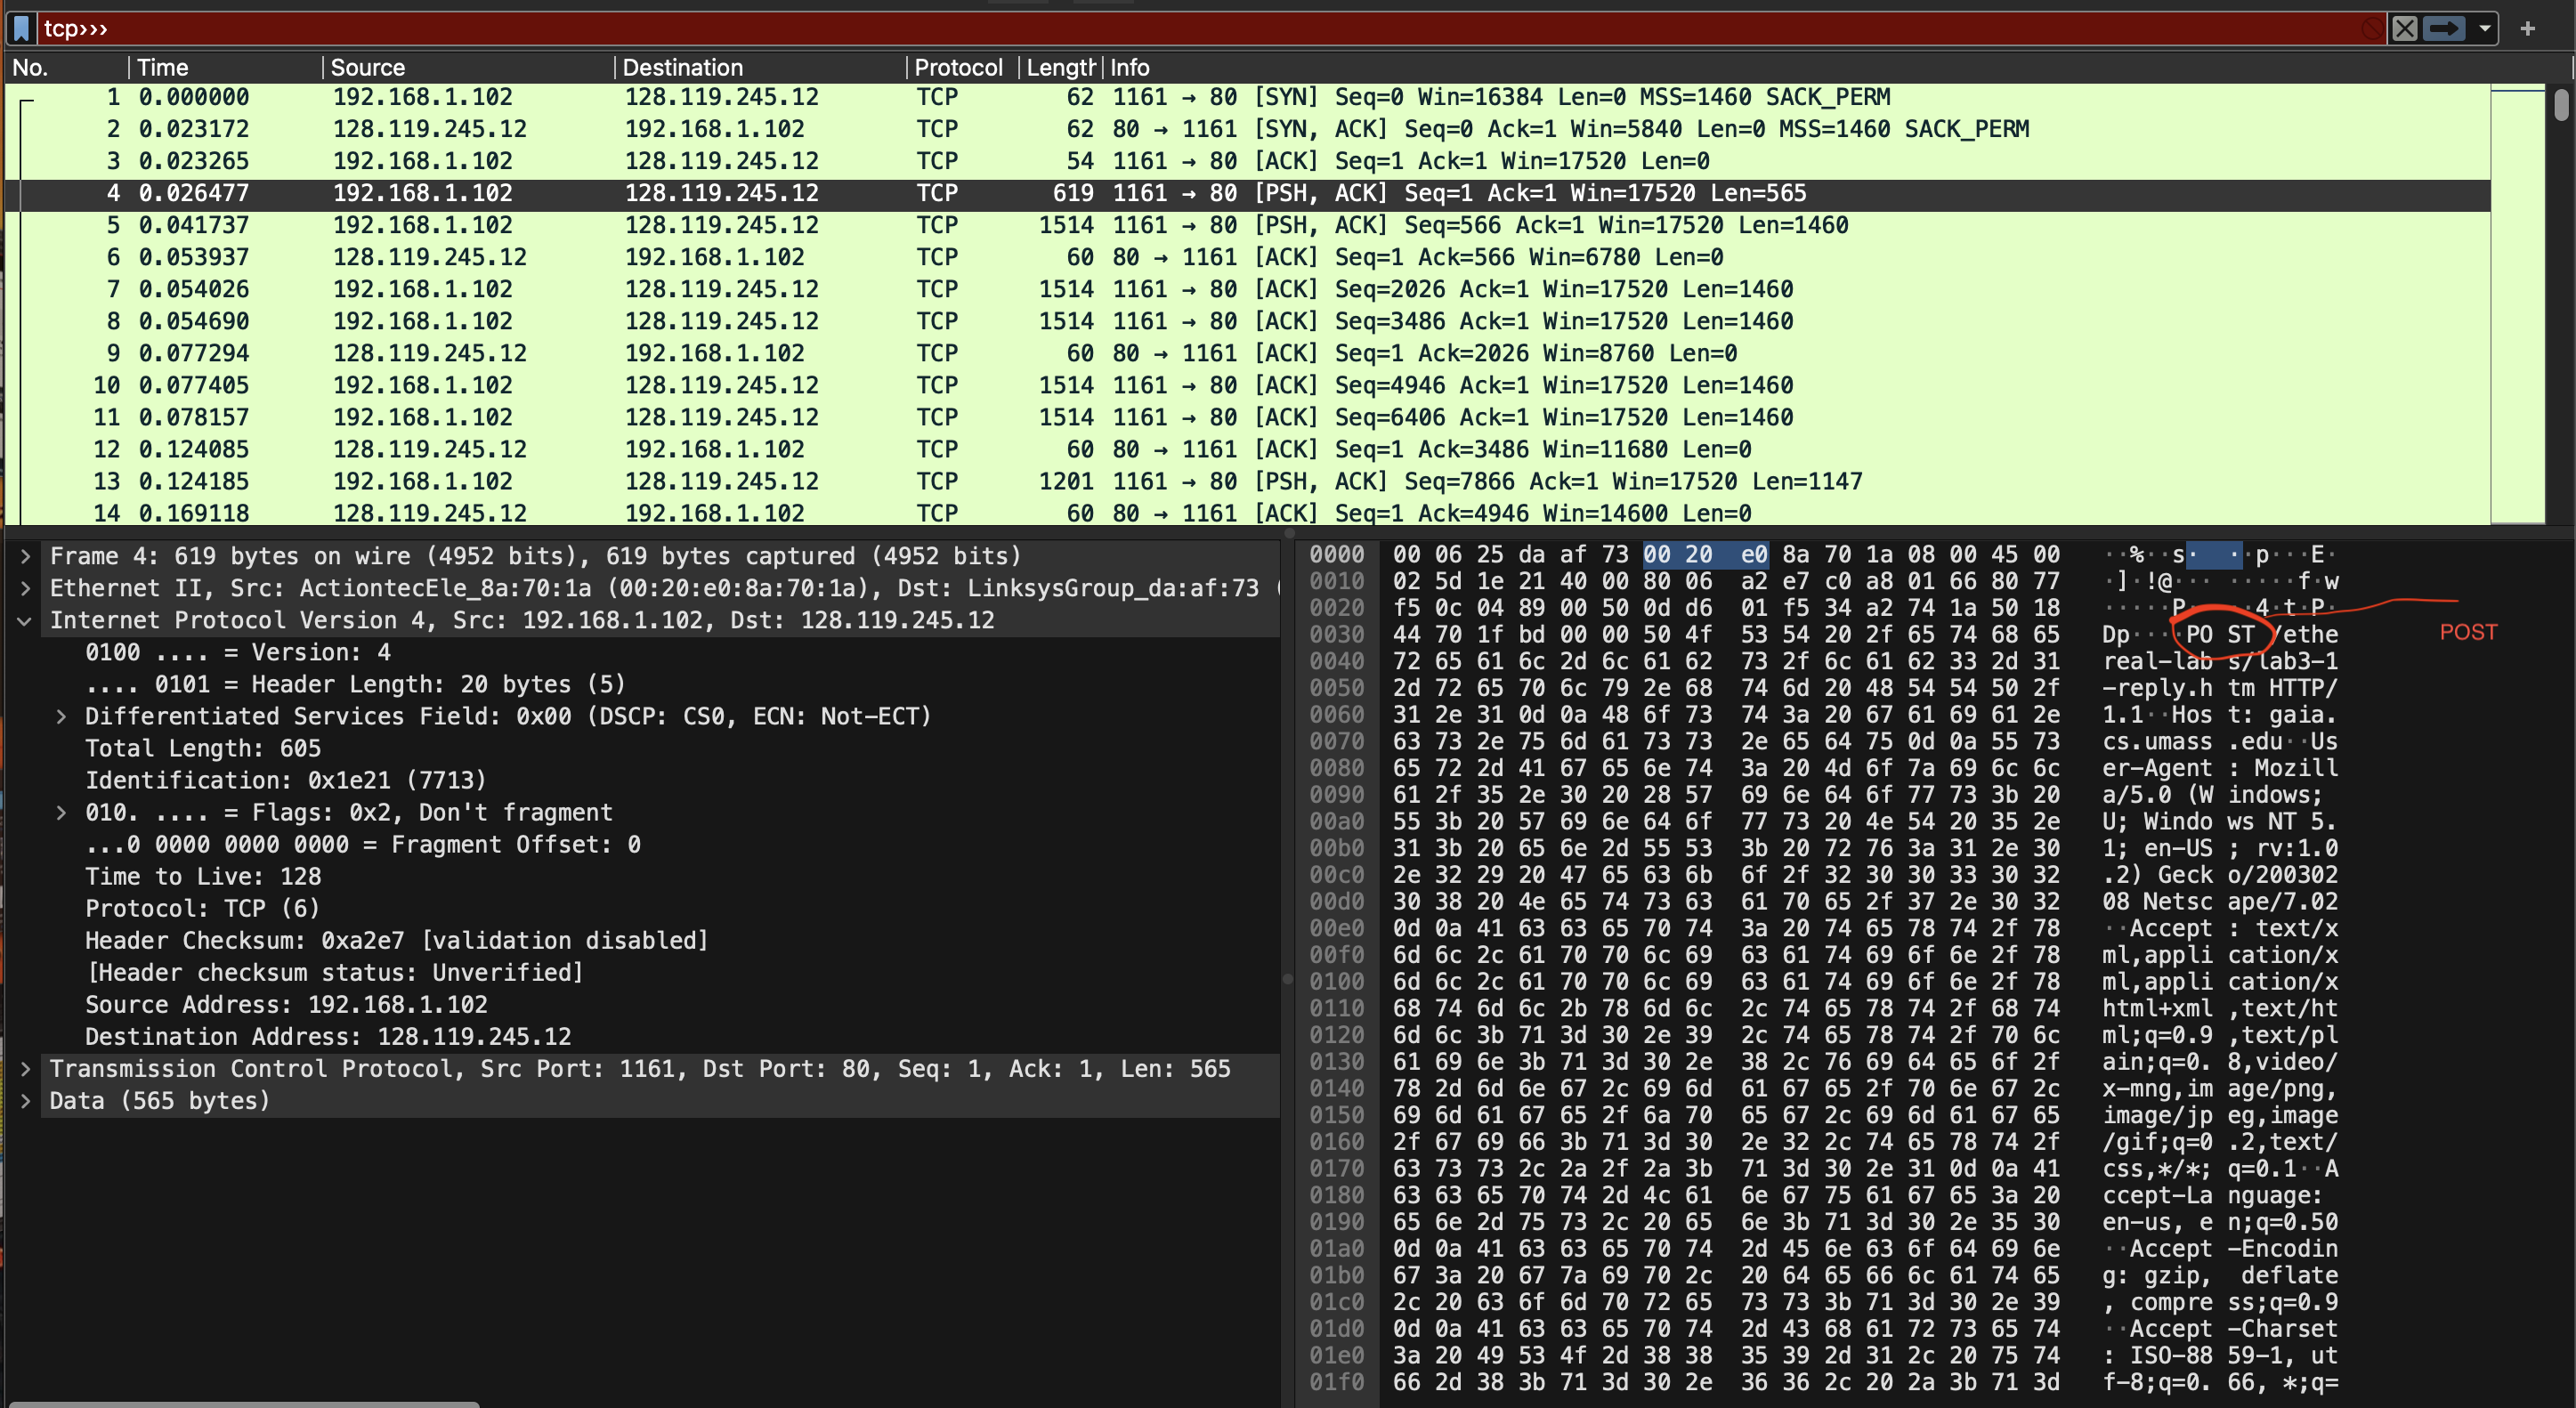 tcp›››
No. Time Source Destination Protocol Length Info
1 0.000000 192.168.1.102 128.119.245.12 TCP 62 1161 → 80 [SYN] Seq=0 Win=16384 Len=0 MSS=1460 SACK_PERM
2 0.023172 128.119.245.12 192.168.1.102 TCP 62 80 → 1161 [SYN, ACK] Seq=0 Ack=1 Win=5840 Len=0 MSS=1460 SACK_PERM
3 0.023265 192.168.1.102 128.119.245.12 TCP 54 1161 → 80 [ACK] Seq=1 Ack=1 Win=17520 Len=0
4 0.026477 192.168.1.102 128.119.245.12 TCP 619 1161 → 80 [PSH, ACK] Seq=1 Ack=1 Win=17520 Len=565
5 0.041737 192.168.1.102 128.119.245.12 TCP 1514 1161 → 80 [PSH, ACK] Seq=566 Ack=1 Win=17520 Len=1460
6 0.053937 128.119.245.12 192.168.1.102 TCP 60 80 → 1161 [ACK] Seq=1 Ack=566 Win=6780 Len=0
7 0.054026 192.168.1.102 128.119.245.12 TCP 1514 1161 → 80 [ACK] Seq=2026 Ack=1 Win=17520 Len=1460
8 0.054690 192.168.1.102 128.119.245.12 TCP 1514 1161 → 80 [ACK] Seq=3486 Ack=1 Win=17520 Len=1460
9 0.077294 128.119.245.12 192.168.1.102 TCP 60 80 → 1161 [ACK] Seq=1 Ack=2026 Win=8760 Len=0
10 0.077405 192.168.1.102 128.119.245.12 TCP 1514 1161 → 80 [ACK] Seq=4946 Ack=1 Win=17520 Len=1460
11 0.078157 192.168.1.102 128.119.245.12 TCP 1514 1161 → 80 [ACK] Seq=6406 Ack=1 Win=17520 Len=1460
12 0.124085 128.119.245.12 192.168.1.102 TCP 60 80 → 1161 [ACK] Seq=1 Ack=3486 Win=11680 Len=0
13 0.124185 192.168.1.102 128.119.245.12 TCP 1201 1161 → 80 [PSH, ACK] Seq=7866 Ack=1 Win=17520 Len=1147
14 0.169118 128.119.245.12 192.168.1.102 TCP 60 80 → 1161 [ACK] Seq=1 Ack=4946 Win=14600 Len=0
Frame 4: 619 bytes on wire (4952 bits), 619 bytes captured (4952 bits)
Ethernet II, Src: ActiontecEle_8a:70:1a (00:20:e0:8a:70:1a), Dst: LinksysGroup_da:af:73 (
Internet Protocol Version 4, Src: 192.168.1.102, Dst: 128.119.245.12
0100 .... = Version: 4
.... 0101 = Header Length: 20 bytes (5)
Differentiated Services Field: 0x00 (DSCP: CS0, ECN: Not-ECT)
Total Length: 605
Identification: 0x1e21 (7713)
010. .... = Flags: 0x2, Don't fragment
...0 0000 0000 0000 = Fragment Offset: 0
Time to Live: 128
Protocol: TCP (6)
Header Checksum: 0xa2e7 [validation disabled]
[Header checksum status: Unverified]
Source Address: 192.168.1.102
Destination Address: 128.119.245.12
Transmission Control Protocol, Src Port: 1161, Dst Port: 80, Seq: 1, Ack: 1, Len: 565
Data (565 bytes)
0000 00 06 25 da af 73 00 20 e0 8a 70 1a 08 00 45 00 ··%··s· ··p···E·
0010 02 5d 1e 21 40 00 80 06 a2 e7 c0 a8 01 66 80 77 ·]·!@··· ·····f·w
0020 f5 0c 04 89 00 50 0d d6 01 f5 34 a2 74 1a 50 18 ·····P·· ··4·t·P·
0030 44 70 1f bd 00 00 50 4f 53 54 20 2f 65 74 68 65 Dp····PO ST /ethe
POST
0040 72 65 61 6c 2d 6c 61 62 73 2f 6c 61 62 33 2d 31 real-lab s/lab3-1
0050 2d 72 65 70 6c 79 2e 68 74 6d 20 48 54 54 50 2f -reply.h tm HTTP/
0060 31 2e 31 0d 0a 48 6f 73 74 3a 20 67 61 69 61 2e 1.1··Hos t: gaia.
0070 63 73 2e 75 6d 61 73 73 2e 65 64 75 0d 0a 55 73 cs.umass .edu··Us
0080 65 72 2d 41 67 65 6e 74 3a 20 4d 6f 7a 69 6c 6c er-Agent : Mozill
0090 61 2f 35 2e 30 20 28 57 69 6e 64 6f 77 73 3b 20 a/5.0 (W indows;
00a0 55 3b 20 57 69 6e 64 6f 77 73 20 4e 54 20 35 2e U; Windo ws NT 5.
00b0 31 3b 20 65 6e 2d 55 53 3b 20 72 76 3a 31 2e 30 1; en-US ; rv:1.0
00c0 2e 32 29 20 47 65 63 6b 6f 2f 32 30 30 33 30 32 .2) Geck o/200302
00d0 30 38 20 4e 65 74 73 63 61 70 65 2f 37 2e 30 32 08 Netsc ape/7.02
00e0 0d 0a 41 63 63 65 70 74 3a 20 74 65 78 74 2f 78 ··Accept : text/x
00f0 6d 6c 2c 61 70 70 6c 69 63 61 74 69 6f 6e 2f 78 ml,appli cation/x
0100 6d 6c 2c 61 70 70 6c 69 63 61 74 69 6f 6e 2f 78 ml,appli cation/x
0110 68 74 6d 6c 2b 78 6d 6c 2c 74 65 78 74 2f 68 74 html+xml ,text/ht
0120 6d 6c 3b 71 3d 30 2e 39 2c 74 65 78 74 2f 70 6c ml;q=0.9 ,text/pl
0130 61 69 6e 3b 71 3d 30 2e 38 2c 76 69 64 65 6f 2f ain;q=0. 8,video/
0140 78 2d 6d 6e 67 2c 69 6d 61 67 65 2f 70 6e 67 2c x-mng,im age/png,
0150 69 6d 61 67 65 2f 6a 70 65 67 2c 69 6d 61 67 65 image/jp eg,image
0160 2f 67 69 66 3b 71 3d 30 2e 32 2c 74 65 78 74 2f /gif;q=0 .2,text/
0170 63 73 73 2c 2a 2f 2a 3b 71 3d 30 2e 31 0d 0a 41 css,*/*; q=0.1··A
0180 63 63 65 70 74 2d 4c 61 6e 67 75 61 67 65 3a 20 ccept-La nguage:
0190 65 6e 2d 75 73 2c 20 65 6e 3b 71 3d 30 2e 35 30 en-us, e n;q=0.50
01a0 0d 0a 41 63 63 65 70 74 2d 45 6e 63 6f 64 69 6e ··Accept -Encodin
01b0 67 3a 20 67 7a 69 70 2c 20 64 65 66 6c 61 74 65 g: gzip, deflate
01c0 2c 20 63 6f 6d 70 72 65 73 73 3b 71 3d 30 2e 39 , compre ss;q=0.9
01d0 0d 0a 41 63 63 65 70 74 2d 43 68 61 72 73 65 74 ··Accept -Charset
01e0 3a 20 49 53 4f 2d 38 38 35 39 2d 31 2c 20 75 74 : ISO-88 59-1, ut
01f0 66 2d 38 3b 71 3d 30 2e 36 36 2c 20 2a 3b 71 3d f-8;q=0. 66, *;q=